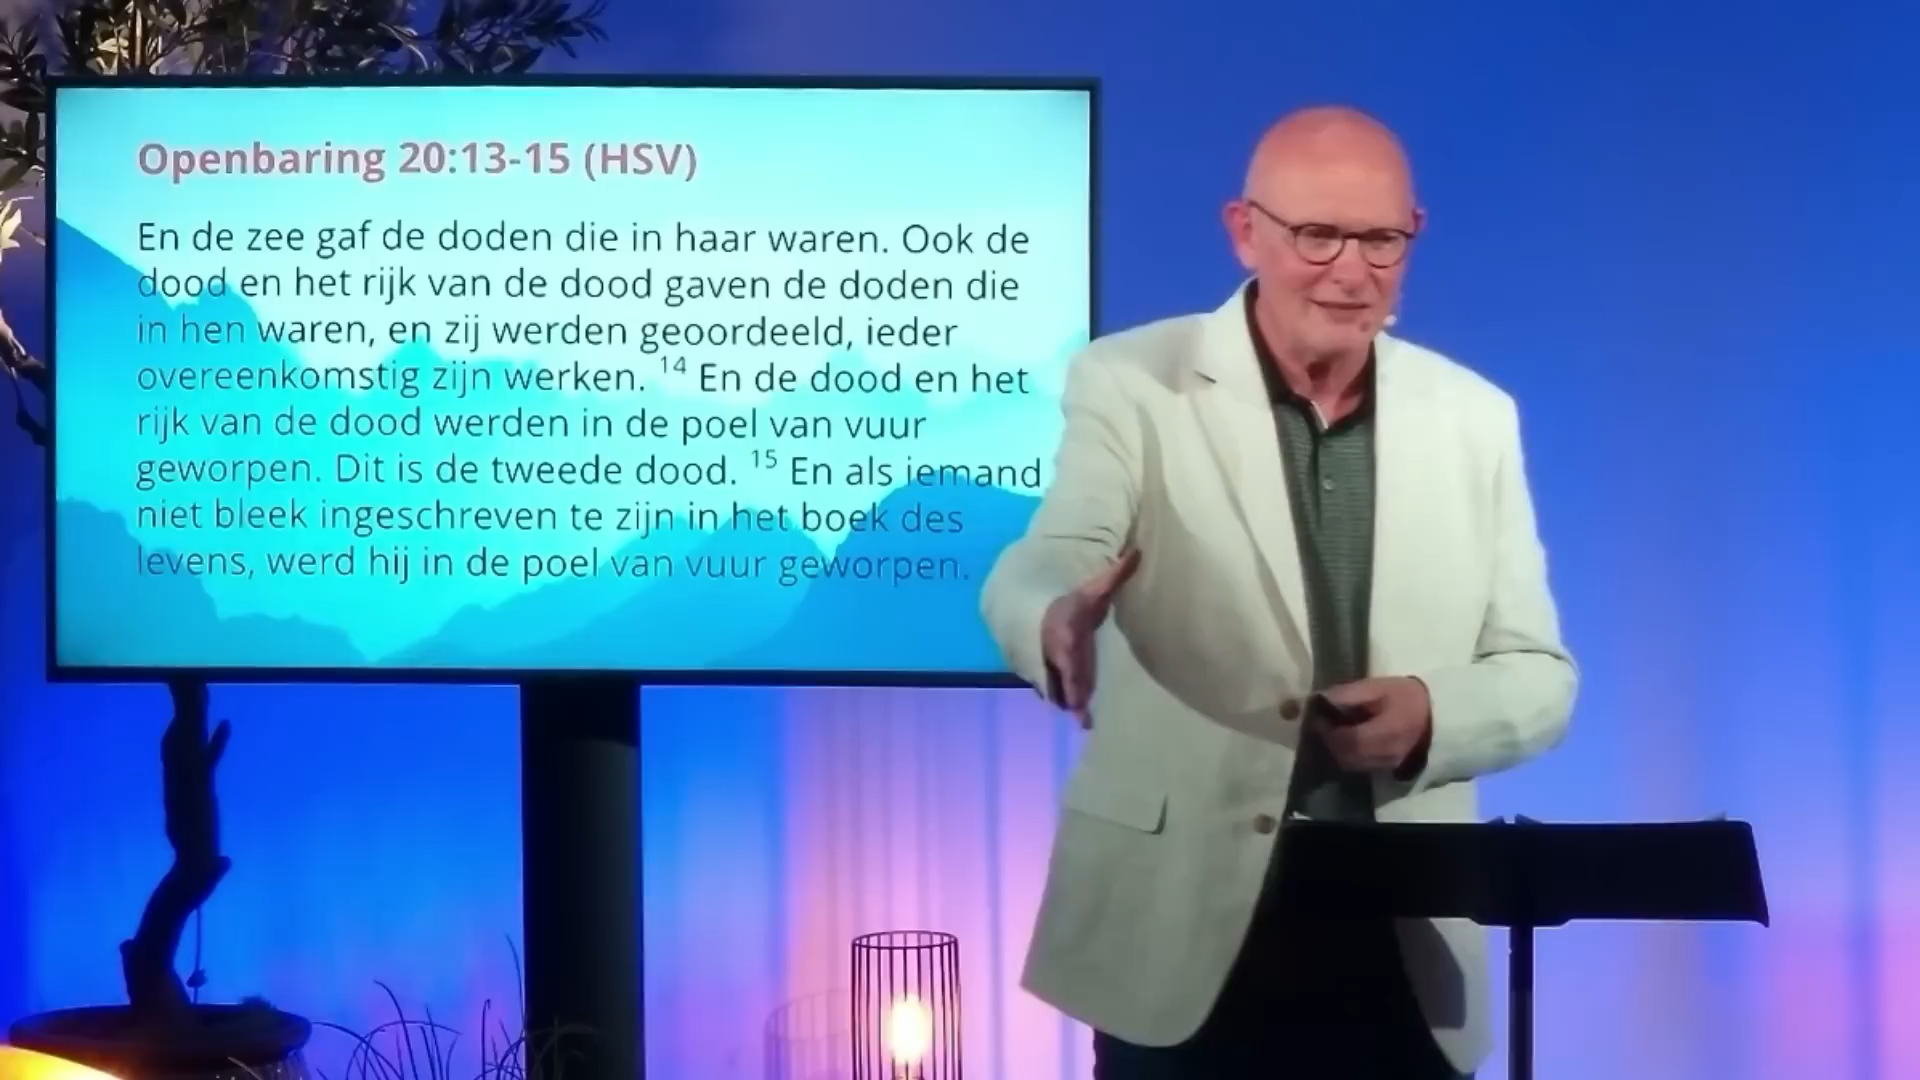 Openbaring 20:13-15 (HSV)
En de zee gaf de doden die in haar waren. Ook de
dood en het rijk van de dood gaven de doden die
in hen waren, en zij werden geoordeeld, ieder
overeenkomstig zijn werken. 14 En de dood en het
rijk van de dood werden in de poel van vuur
geworpen. Dit is de tweede dood. 15 En als iemand
niet bleek ingeschreven te zijn in het boek des
levens, werd hij in de poel van vuur geworpen.